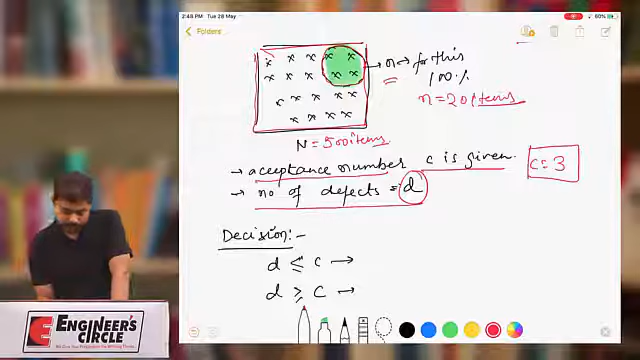 2:48 PM Tue 28 May
60%
Folders
→ n → for this
100%
n = 20 items
N = 500 items
→ aceptance number c is given.
c = 3
→ no of defects = d
Decision:-
d ≤ c →
d ≥ c →
ENGINEER'S
CIRCLE